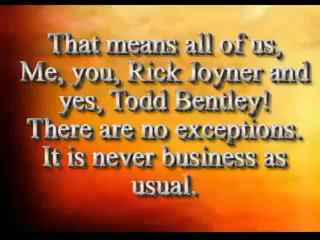 That means all of us,
Me, you, Rick Joyner and
yes, Todd Bentley!
There are no exceptions.
It is never business as
usual.